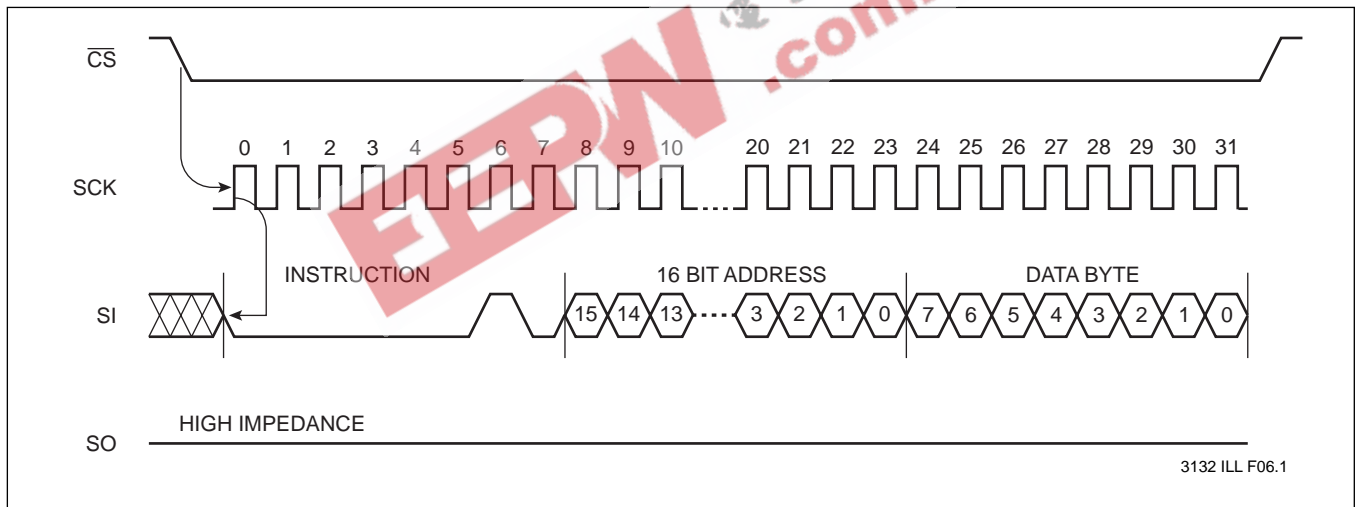 CS
0 1 2 3 4 5 6 7 8 9 10 20 21 22 23 24 25 26 27 28 29 30 31
SCK
INSTRUCTION 16 BIT ADDRESS DATA BYTE
SI 15 14 13 3 2 1 0 7 6 5 4 3 2 1 0
HIGH IMPEDANCE
SO
3132 ILL F06.1
EEPW .com